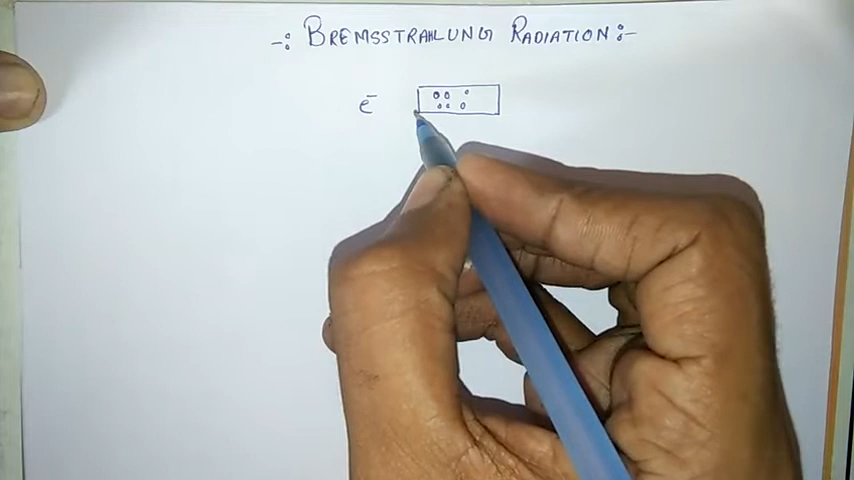 -: BREMSSTRAHLUNG RADIATION :-
e⁻